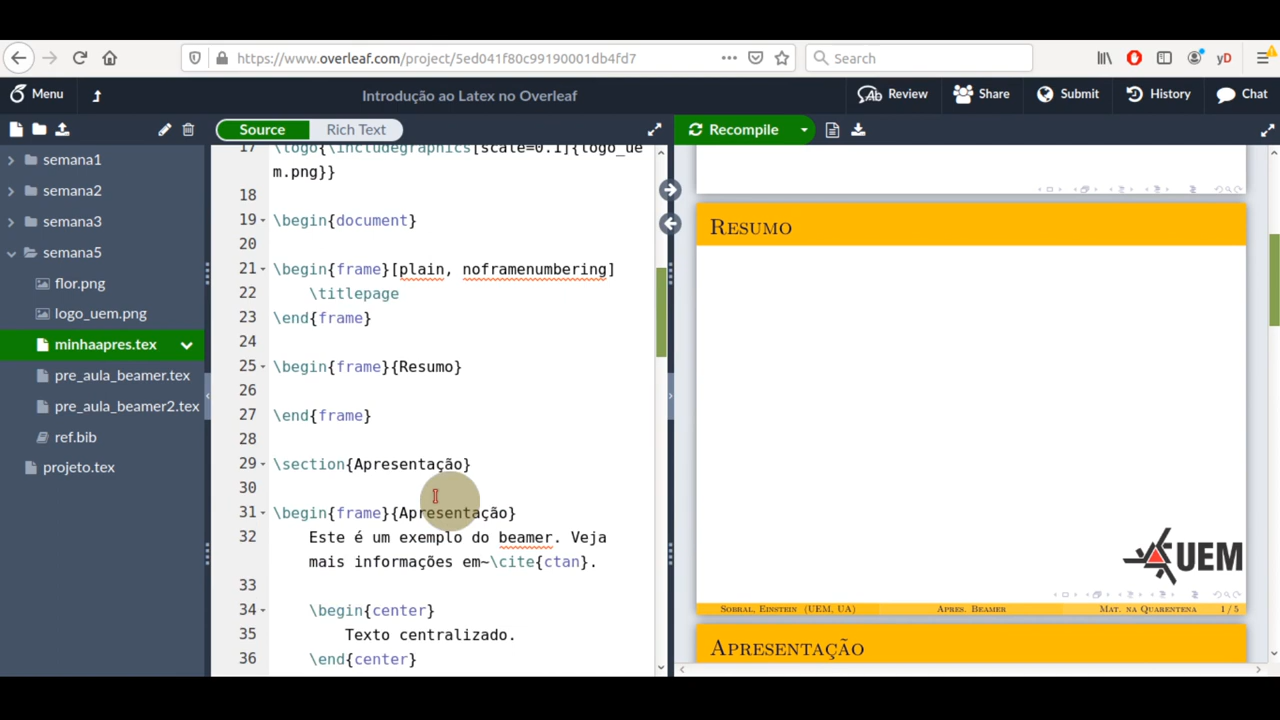 https://www.overleaf.com/project/5ed041f80c99190001db4fd7
Search
yD
Menu
Introdução ao Latex no Overleaf
Review
Share
Submit
History
Chat
Source
Rich Text
Recompile
semana1
semana2
semana3
semana5
flor.png
logo_uem.png
minhaapres.tex
pre_aula_beamer.tex
pre_aula_beamer2.tex
ref.bib
projeto.tex
17 \logo{\includegraphics[scale=0.1]{logo_ue
m.png}}
18
19 \begin{document}
20
21 \begin{frame}[plain, noframenumbering]
22 \titlepage
23 \end{frame}
24
25 \begin{frame}{Resumo}
26
27 \end{frame}
28
29 \section{Apresentação}
30
31 \begin{frame}{Apresentação}
32 Este é um exemplo do beamer. Veja
mais informações em~\cite{ctan}.
33
34 \begin{center}
35 Texto centralizado.
36 \end{center}
Resumo
UEM
Sobral, Einstein (UEM, UA)
Apres. Beamer
Mat. na Quarentena
1 / 5
Apresentação